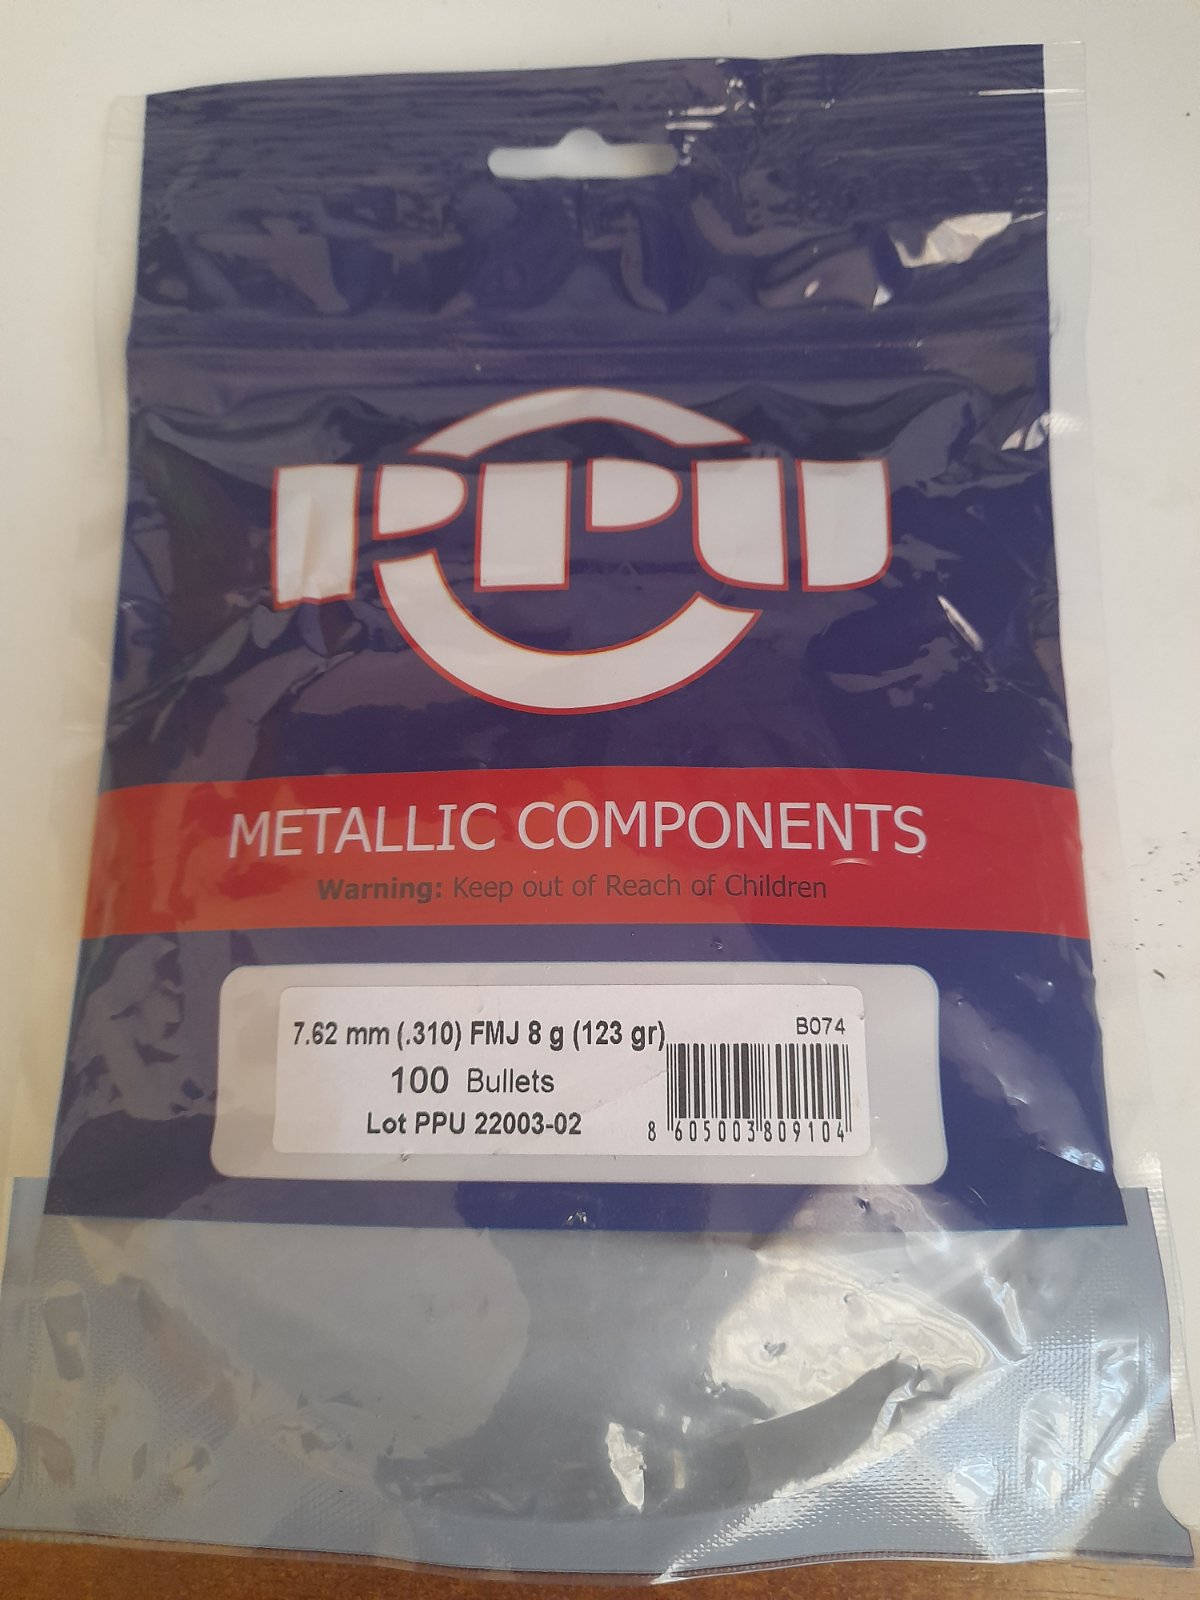 PPU
METALLIC COMPONENTS
Warning: Keep out of Reach of Children
7.62 mm (.310) FMJ 8 g (123 gr)
B074
100 Bullets
Lot PPU 22003-02
8 605003 809104